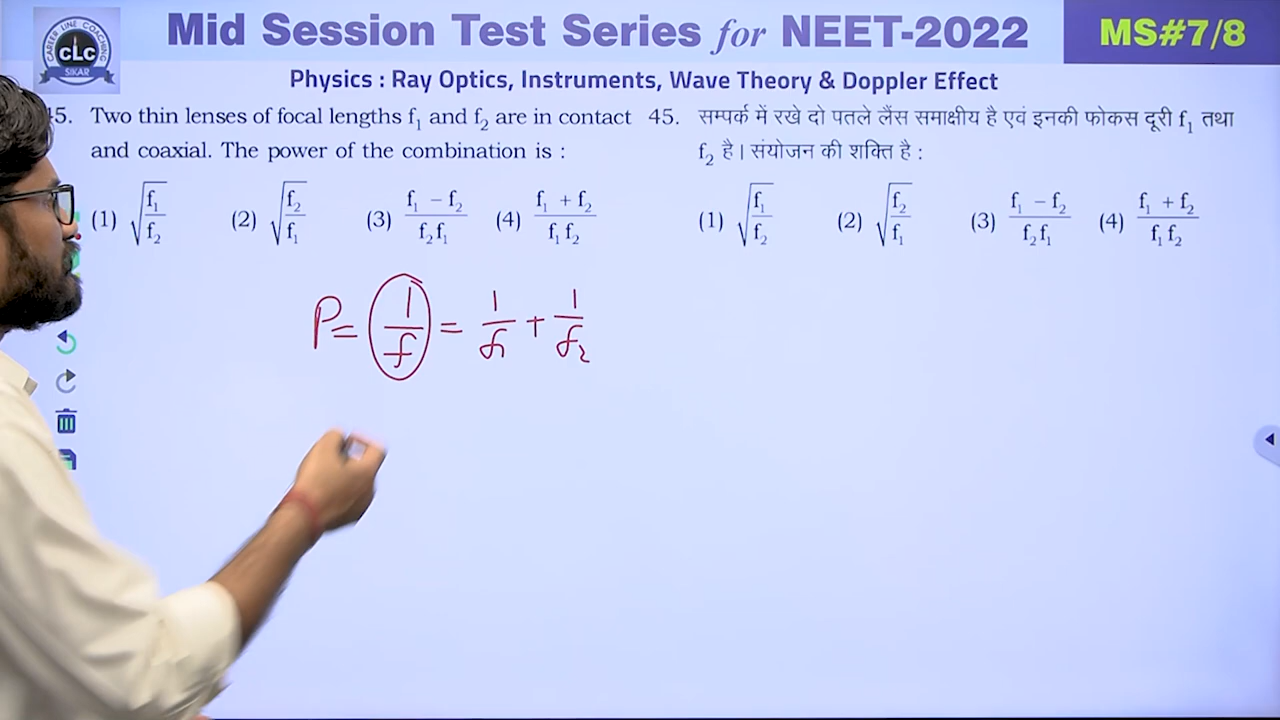 CAREER LINE COACHING
CLC
SIKAR
Mid Session Test Series for NEET-2022
MS#7/8
Physics : Ray Optics, Instruments, Wave Theory & Doppler Effect
45. Two thin lenses of focal lengths f₁ and f₂ are in contact
and coaxial. The power of the combination is :
(1) √(f₁/f₂) (2) √(f₂/f₁) (3) (f₁ − f₂)/(f₂f₁) (4) (f₁ + f₂)/(f₁f₂)
45. सम्पर्क में रखे दो पतले लैंस समाक्षीय है एवं इनकी फोकस दूरी f₁ तथा
f₂ है। संयोजन की शक्ति है :
(1) √(f₁/f₂) (2) √(f₂/f₁) (3) (f₁ − f₂)/(f₂f₁) (4) (f₁ + f₂)/(f₁f₂)
P = 1/f = 1/f₁ + 1/f₂